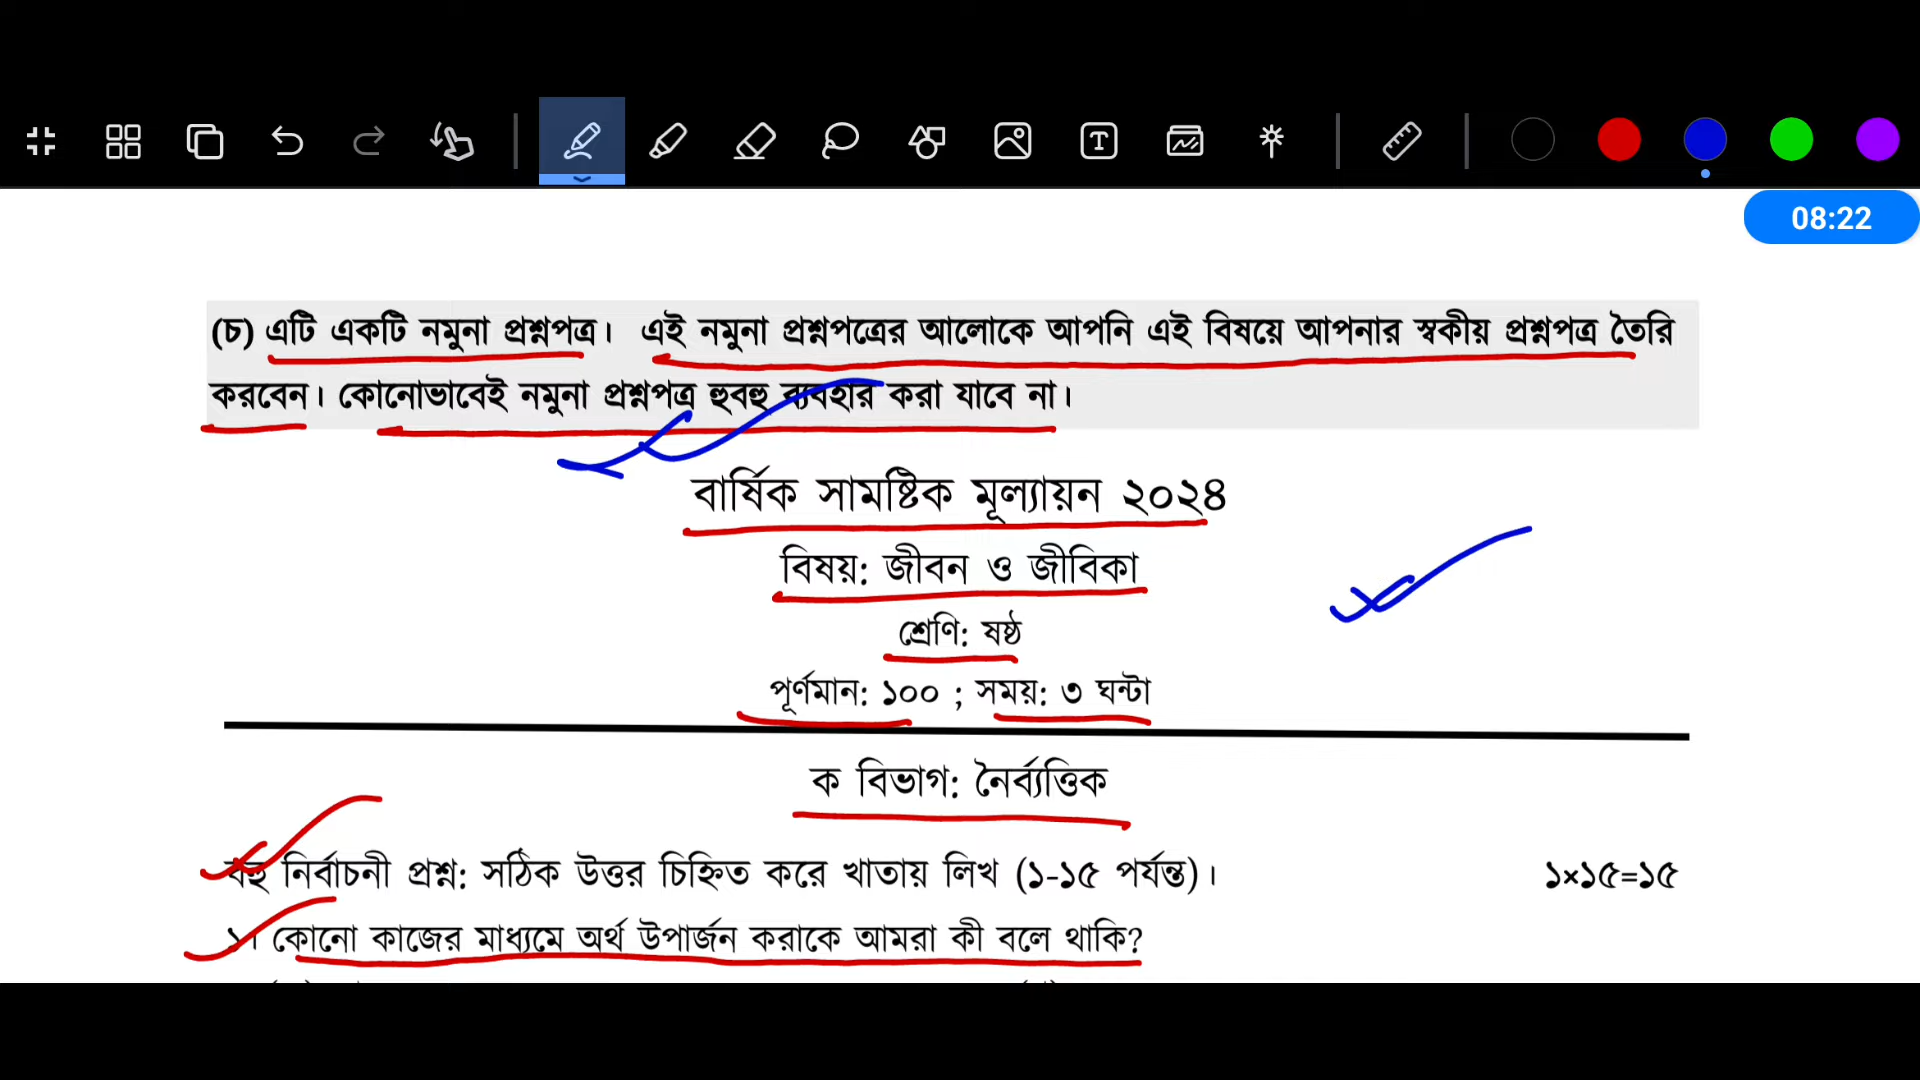 08:22
(চ) এটি একটি নমুনা প্রশ্নপত্র। এই নমুনা প্রশ্নপত্রের আলোকে আপনি এই বিষয়ে আপনার স্বকীয় প্রশ্নপত্র তৈরি
করবেন। কোনোভাবেই নমুনা প্রশ্নপত্র হুবহু ব্যবহার করা যাবে না।
বার্ষিক সামষ্টিক মূল্যায়ন ২০২৪
বিষয়: জীবন ও জীবিকা
শ্রেণি: ষষ্ঠ
পূর্ণমান: ১০০ ; সময়: ৩ ঘন্টা
ক বিভাগ: নৈর্ব্যত্তিক
বহু নির্বাচনী প্রশ্ন: সঠিক উত্তর চিহ্নিত করে খাতায় লিখ (১-১৫ পর্যন্ত)। ১×১৫=১৫
১। কোনো কাজের মাধ্যমে অর্থ উপার্জন করাকে আমরা কী বলে থাকি?